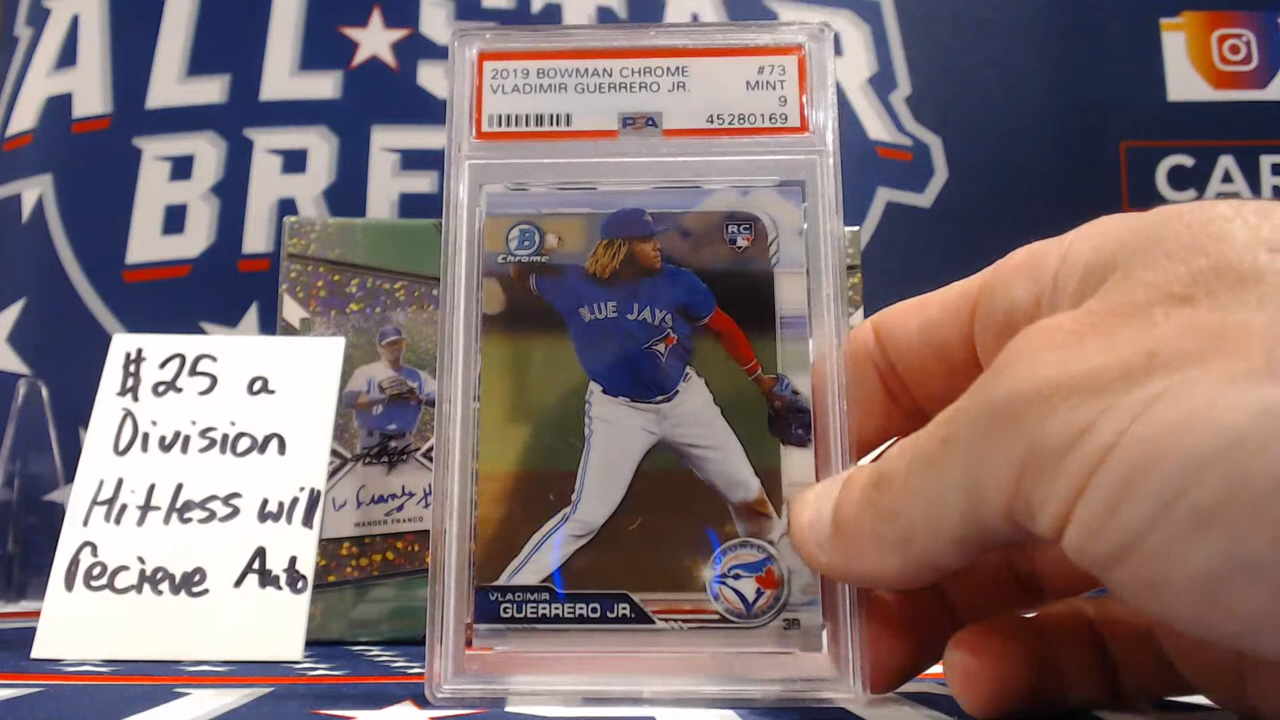 ALL STAR
BRE
CAR
2019 BOWMAN CHROME #73
VLADIMIR GUERRERO JR. MINT
9
PSA 45280169
B
Chrome
RC
BLUE JAYS
VLADIMIR
GUERRERO JR.
3B
$25 a
Division
Hitless will
recieve Auto
WANDER FRANCO